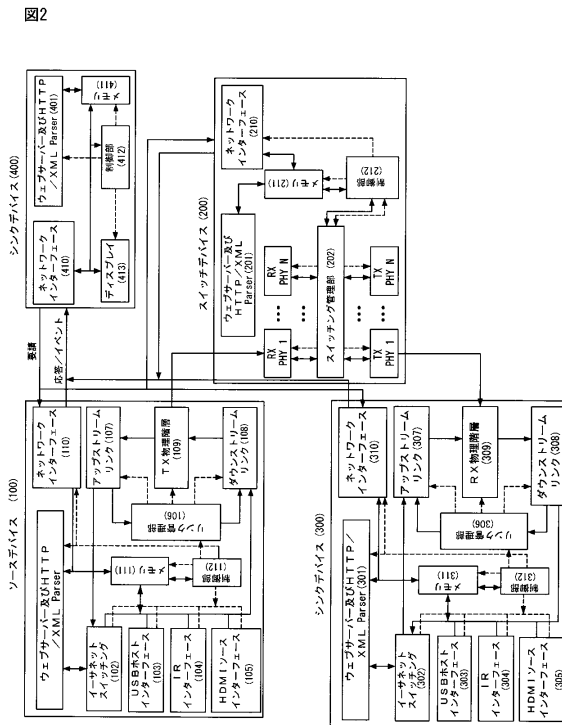 図2
ソースデバイス(100)
ウェブサーバー及びHTTP
/XML Parser
ネットワーク
インターフェース
(110)
イーサネット
スイッチング
(102)
USBホスト
インターフェース
(103)
IR
インターフェース
(104)
HDMIソース
インターフェース
(105)
メモリ(111)
制御部
(112)
リンク管理部
(106)
アップストリーム
リンク(107)
TX物理階層
(109)
ダウンストリーム
リンク(108)
要請
応答/イベント
シンクデバイス(400)
ネットワーク
インターフェース
(410)
ウェブサーバー及びHTTP
/XML Parser(401)
メモリ
(411)
制御部
(412)
ディスプレイ
(413)
スイッチデバイス(200)
ウェブサーバー及び
HTTP/XML
Parser(201)
ネットワーク
インターフェース
(210)
メモリ(211)
制御部
(212)
RX
PHY 1
RX
PHY N
スイッチング管理部(202)
TX
PHY 1
TX
PHY N
シンクデバイス(300)
ウェブサーバー及びHTTP/
XML Parser(301)
ネットワーク
インターフェース
(310)
イーサネット
スイッチング
(302)
USBホスト
インターフェース
(303)
IR
インターフェース
(304)
HDMIソース
インターフェース
(305)
メモリ
(311)
制御部
(312)
リンク管理部
(306)
アップストリーム
リンク(307)
RX物理階層
(309)
ダウンストリーム
リンク(308)